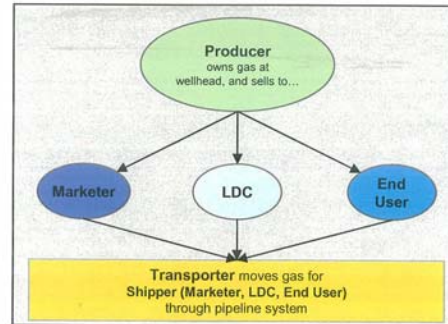 Producer
owns gas at
wellhead, and sells to…
Marketer
LDC
End
User
Transporter moves gas for
Shipper (Marketer, LDC, End User)
through pipeline system